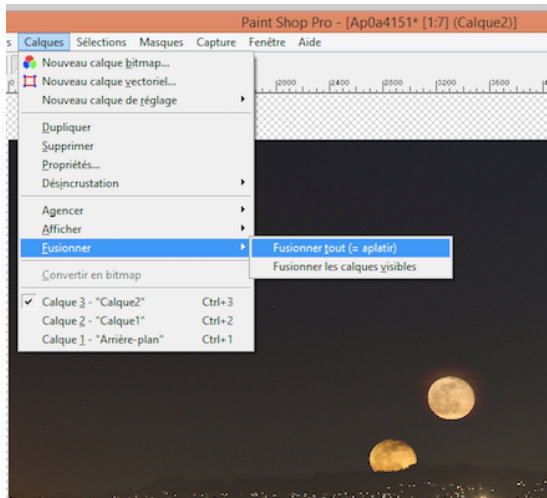 Paint Shop Pro - [Ap0a4151* [1:7] (Calque2)]
s Calques Sélections Masques Capture Fenêtre Aide
Nouveau calque bitmap...
Nouveau calque vectoriel...
0 2000 2400 2800 3200 3600
Nouveau calque de réglage
Dupliquer
Supprimer
Propriétés...
Désincrustation
Agencer
Afficher
Fusionner Fusionner tout (= aplatir)
Fusionner les calques visibles
Convertir en bitmap
Calque 3 - "Calque2" Ctrl+3
Calque 2 - "Calque1" Ctrl+2
Calque 1 - "Arrière-plan" Ctrl+1